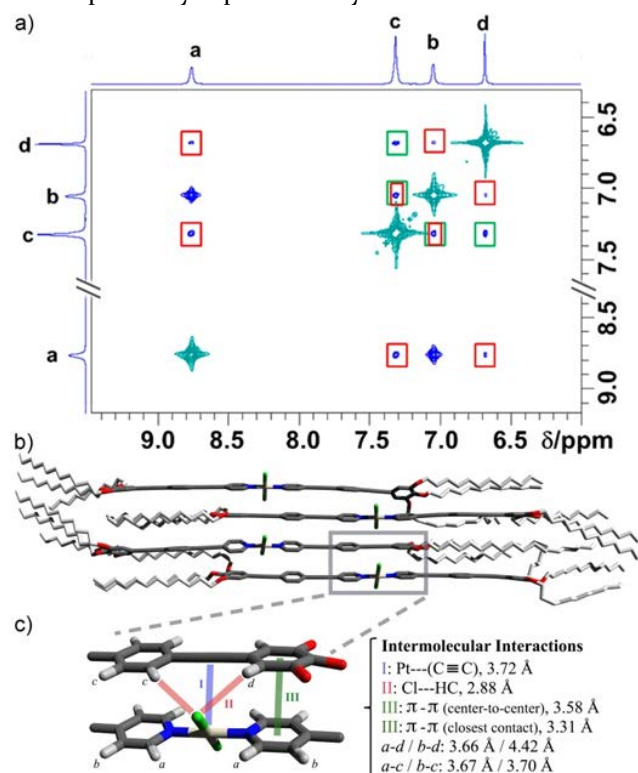 a)
a
c
b
d
d
b
c
a
6.5
7.0
7.5
8.5
9.0
9.0
8.5
7.5
7.0
6.5
δ/ppm
b)
c)
c
c
d
I
II
III
b
a
a
b
Intermolecular Interactions
I: Pt---(C≡C), 3.72 Å
II: Cl---HC, 2.88 Å
III: π-π (center-to-center), 3.58 Å
III: π-π (closest contact), 3.31 Å
a-d / b-d: 3.66 Å / 4.42 Å
a-c / b-c: 3.67 Å / 3.70 Å